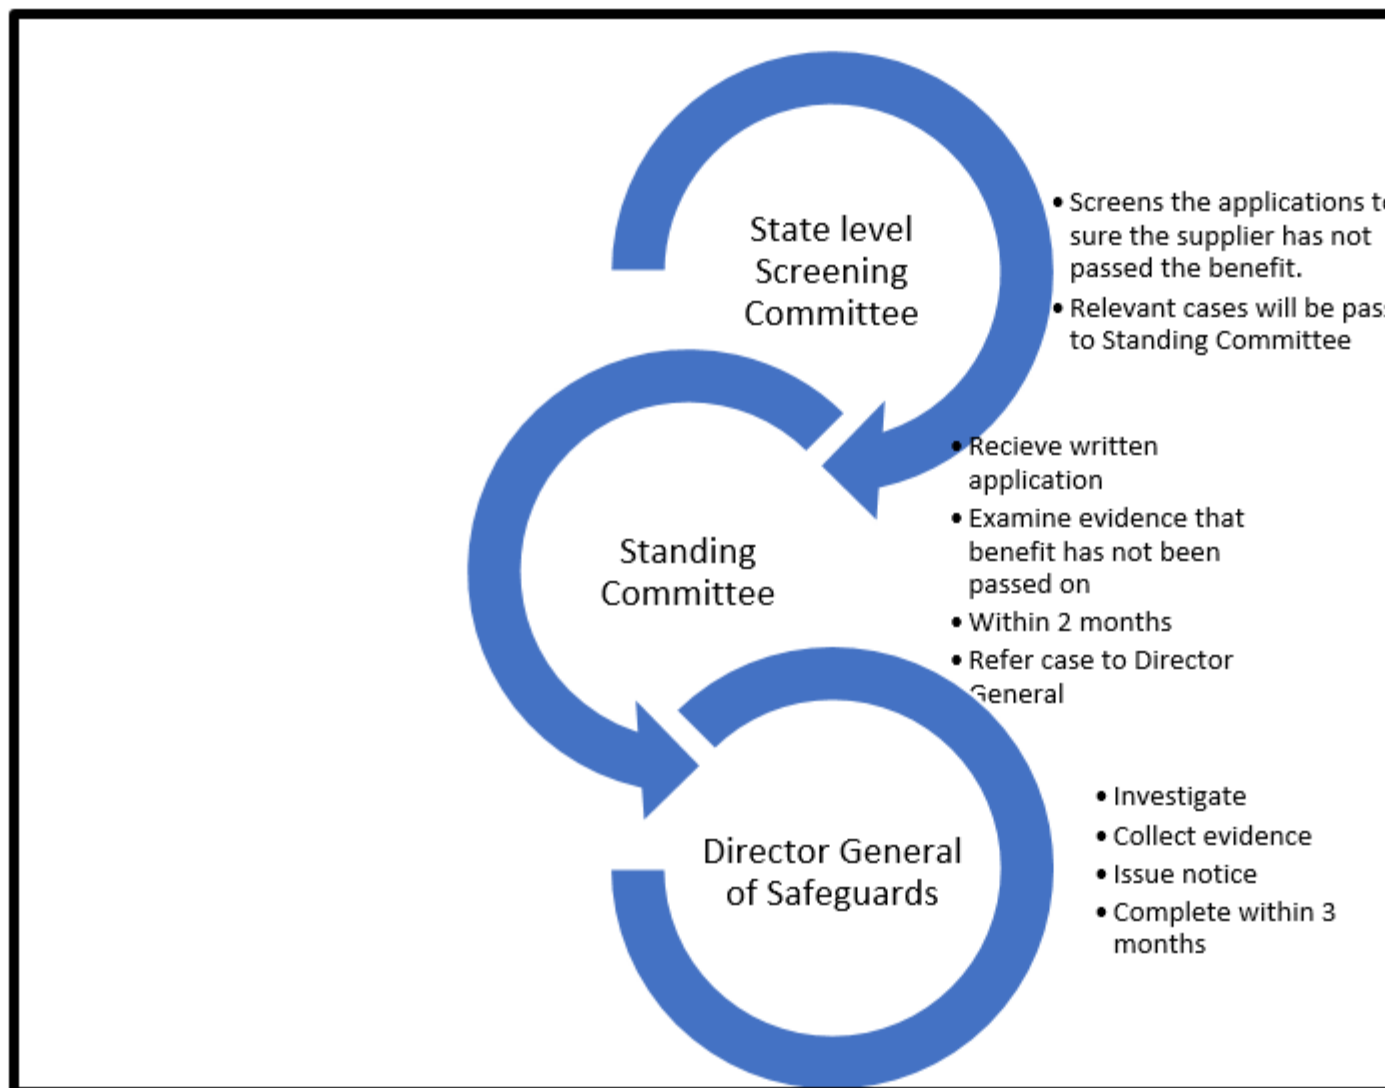 State level
Screening
Committee
• Screens the applications to
sure the supplier has not
passed the benefit.
• Relevant cases will be pass
to Standing Committee
Standing
Committee
• Recieve written
application
• Examine evidence that
benefit has not been
passed on
• Within 2 months
• Refer case to Director
General
Director General
of Safeguards
• Investigate
• Collect evidence
• Issue notice
• Complete within 3
months